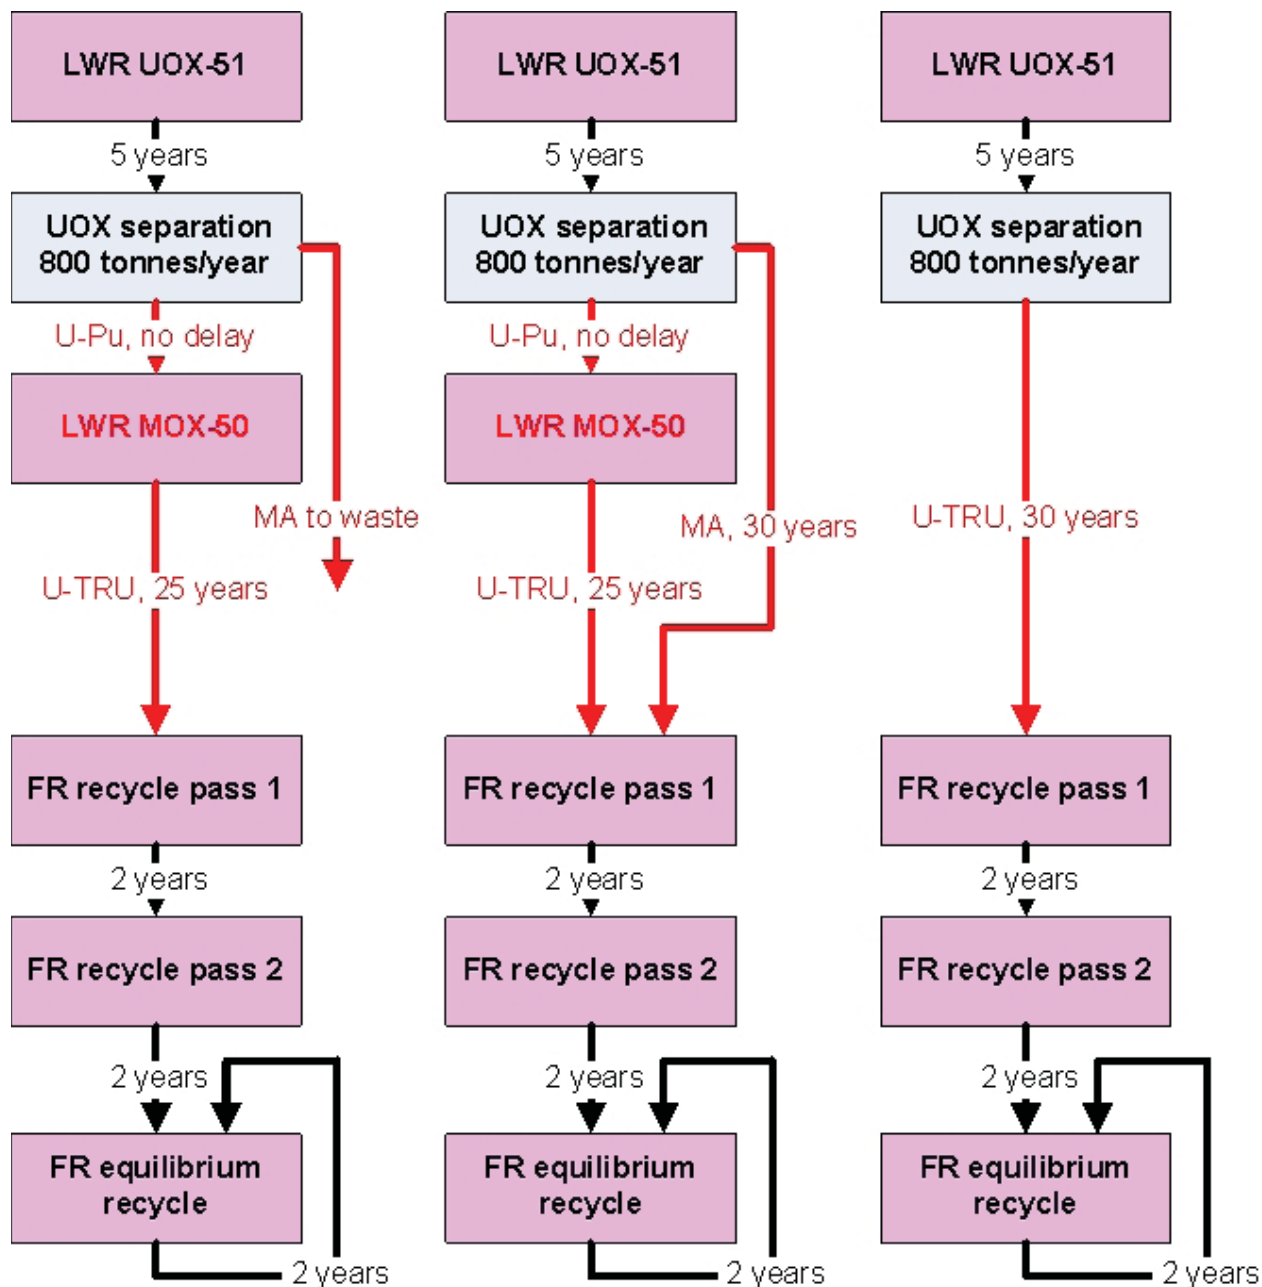 LWR UOX-51
5 years
UOX separation
800 tonnes/year
U-Pu, no delay
LWR MOX-50
MA to waste
U-TRU, 25 years
FR recycle pass 1
2 years
FR recycle pass 2
2 years
FR equilibrium
recycle
2 years
LWR UOX-51
5 years
UOX separation
800 tonnes/year
U-Pu, no delay
LWR MOX-50
MA, 30 years
U-TRU, 25 years
FR recycle pass 1
2 years
FR recycle pass 2
2 years
FR equilibrium
recycle
2 years
LWR UOX-51
5 years
UOX separation
800 tonnes/year
U-TRU, 30 years
FR recycle pass 1
2 years
FR recycle pass 2
2 years
FR equilibrium
recycle
2 years